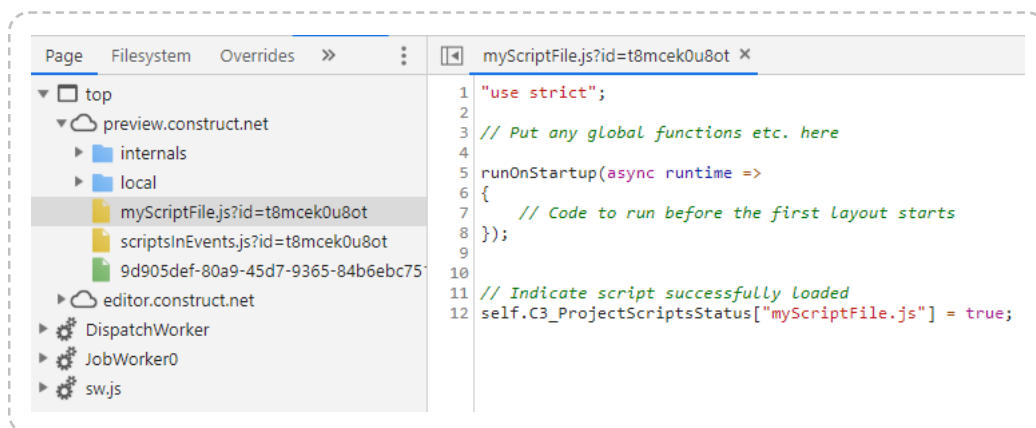 Page Filesystem Overrides »
top
preview.construct.net
internals
local
myScriptFile.js?id=t8mcek0u8ot
scriptsInEvents.js?id=t8mcek0u8ot
9d905def-80a9-45d7-9365-84b6ebc751
editor.construct.net
DispatchWorker
JobWorker0
sw.js
myScriptFile.js?id=t8mcek0u8ot ×
1 "use strict";
2
3 // Put any global functions etc. here
4
5 runOnStartup(async runtime =>
6 {
7 // Code to run before the first layout starts
8 });
9
10
11 // Indicate script successfully loaded
12 self.C3_ProjectScriptsStatus["myScriptFile.js"] = true;